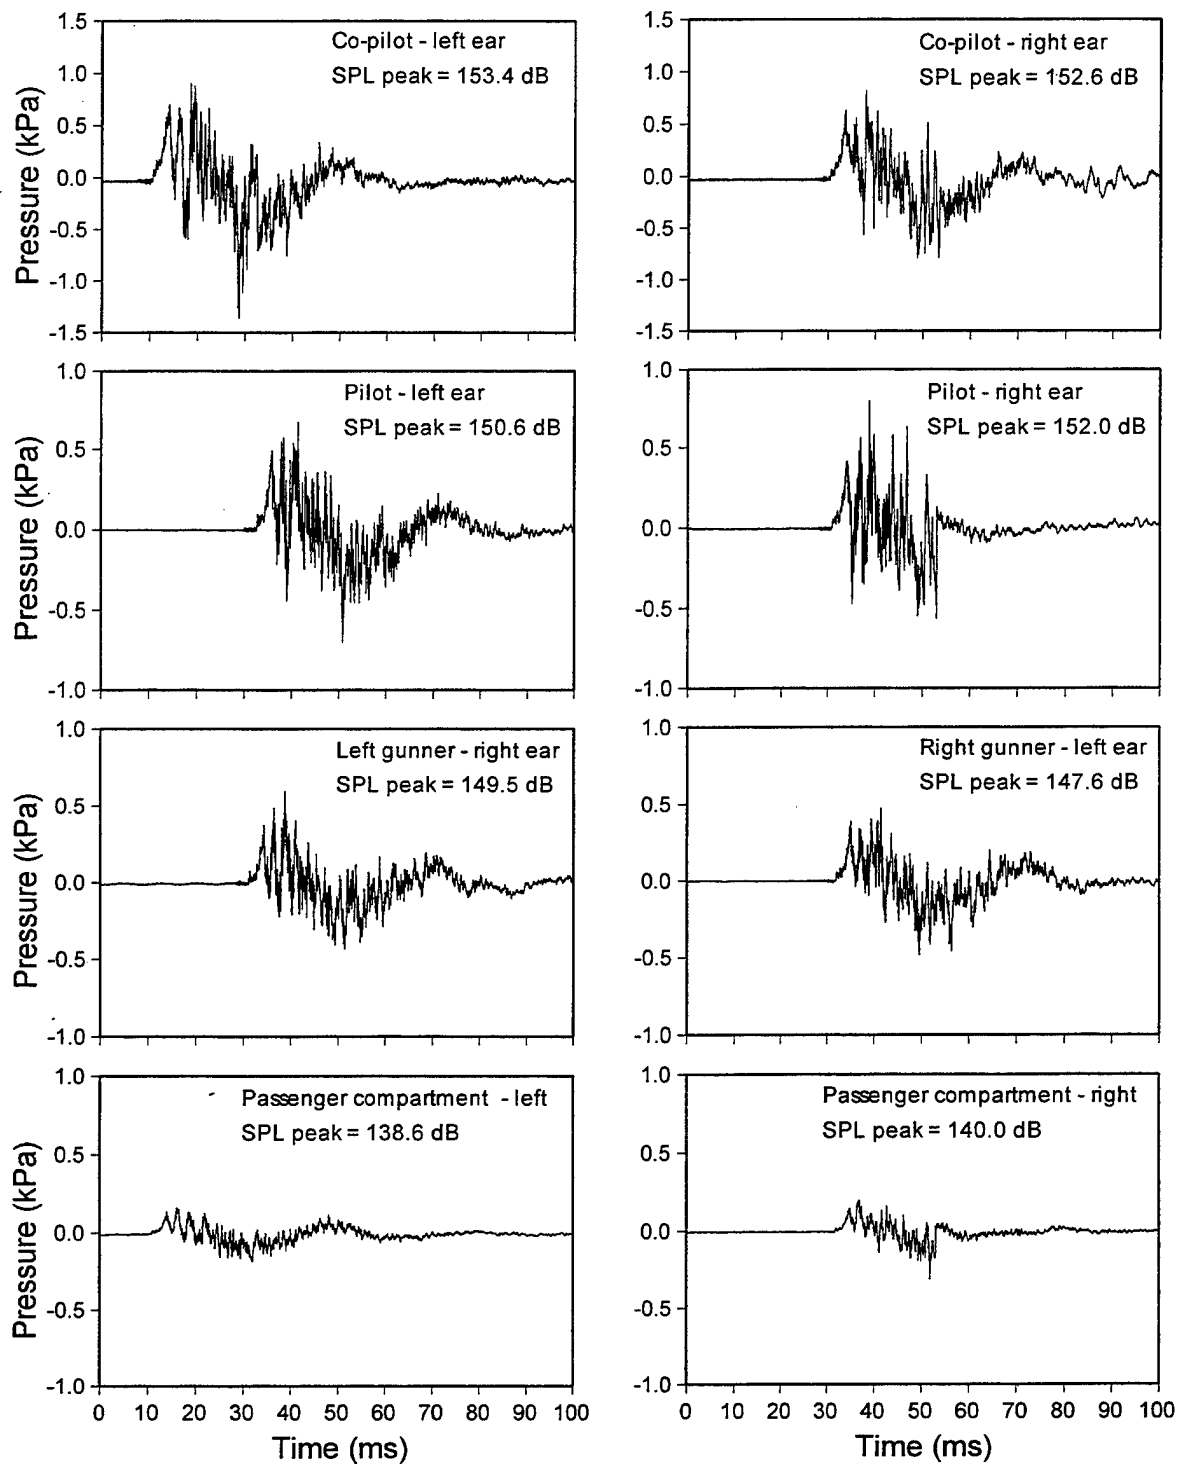 Co-pilot - left ear
SPL peak = 153.4 dB
Pressure (kPa)
1.5
1.0
0.5
0.0
-0.5
-1.0
-1.5
Co-pilot - right ear
SPL peak = 152.6 dB
1.5
1.0
0.5
0.0
-0.5
-1.0
-1.5
Pilot - left ear
SPL peak = 150.6 dB
Pressure (kPa)
1.0
0.5
0.0
-0.5
-1.0
Pilot - right ear
SPL peak = 152.0 dB
1.0
0.5
0.0
-0.5
-1.0
Left gunner - right ear
SPL peak = 149.5 dB
Pressure (kPa)
1.0
0.5
0.0
-0.5
-1.0
Right gunner - left ear
SPL peak = 147.6 dB
1.0
0.5
0.0
-0.5
-1.0
Passenger compartment - left
SPL peak = 138.6 dB
Pressure (kPa)
1.0
0.5
0.0
-0.5
-1.0
0 10 20 30 40 50 60 70 80 90 100
Time (ms)
Passenger compartment - right
SPL peak = 140.0 dB
1.0
0.5
0.0
-0.5
-1.0
0 10 20 30 40 50 60 70 80 90 100
Time (ms)